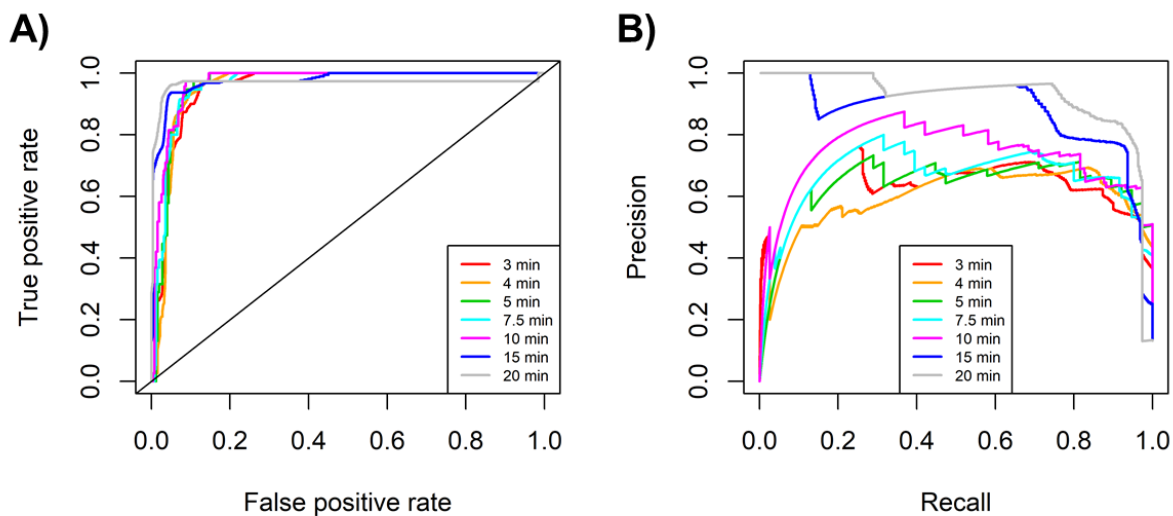 A)
True positive rate
1.0
0.8
0.6
0.4
0.2
0.0
3 min
4 min
5 min
7.5 min
10 min
15 min
20 min
0.0 0.2 0.4 0.6 0.8 1.0
False positive rate
B)
Precision
1.0
0.8
0.6
0.4
0.2
0.0
3 min
4 min
5 min
7.5 min
10 min
15 min
20 min
0.0 0.2 0.4 0.6 0.8 1.0
Recall